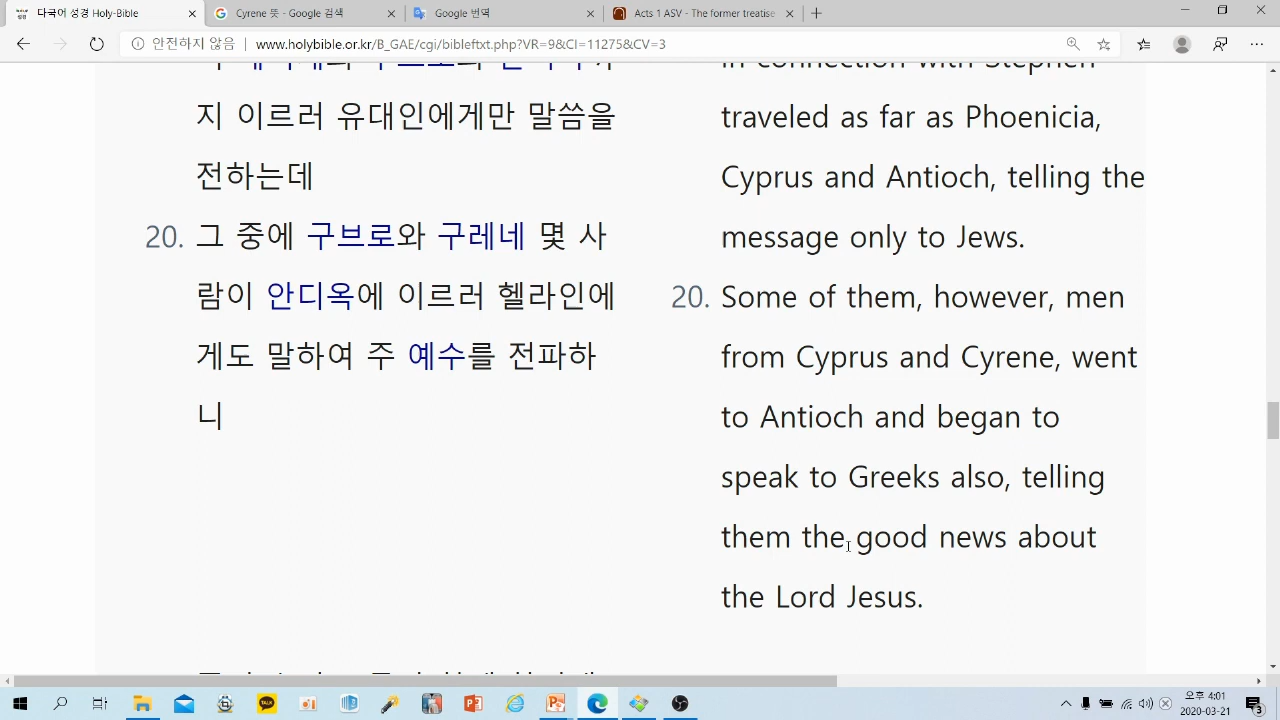 다국어 성경 Holy-Bible
Cyrene 뜻 - Google 검색
Google 번역
Acts 1 ASV - The former treatise
안전하지 않음
www.holybible.or.kr/B_GAE/cgi/bibleftxt.php?VR=9&CI=11275&CV=3
지 이르러 유대인에게만 말씀을
전하는데
20. 그 중에 구브로와 구레네 몇 사
람이 안디옥에 이르러 헬라인에
게도 말하여 주 예수를 전파하
니
in connection with Stephen
traveled as far as Phoenicia,
Cyprus and Antioch, telling the
message only to Jews.
20. Some of them, however, men
from Cyprus and Cyrene, went
to Antioch and began to
speak to Greeks also, telling
them the good news about
the Lord Jesus.
TALK
오후 4:01
2020-03-21
3